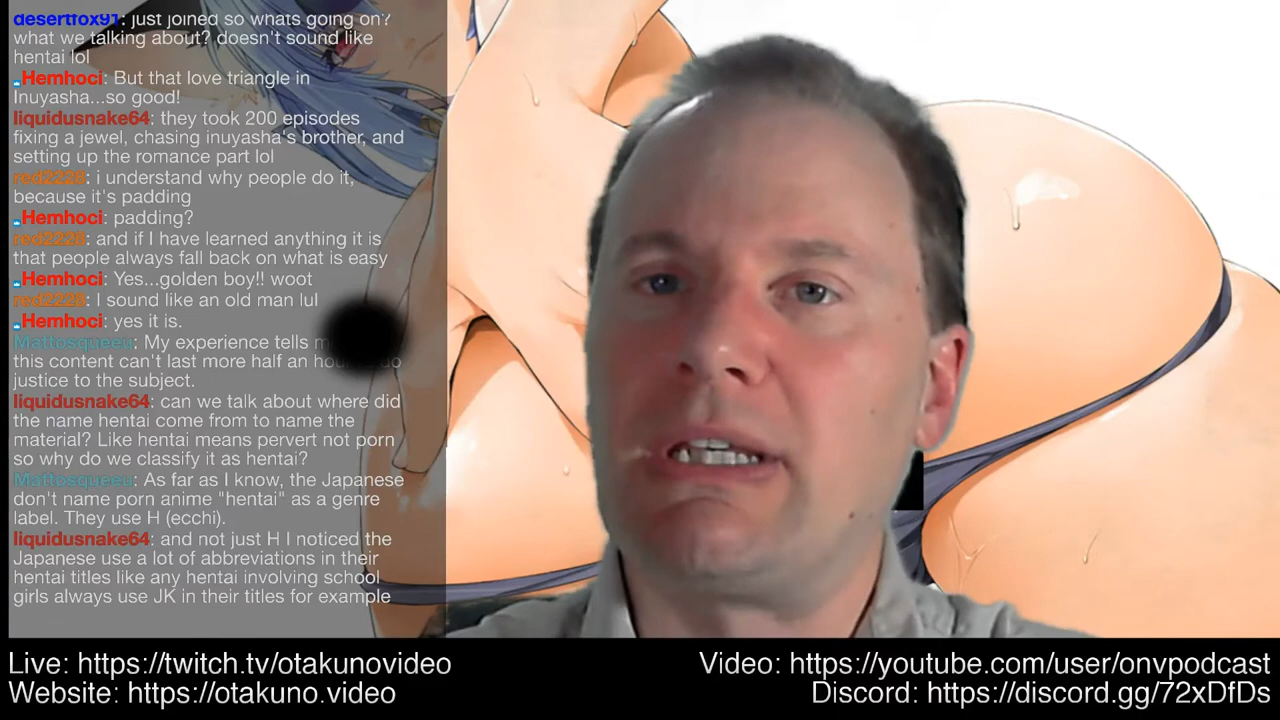 desertfox91: just joined so whats going on?
what we talking about? doesn't sound like
hentai lol
Hemhoci: But that love triangle in
Inuyasha...so good!
liquidusnake64: they took 200 episodes
fixing a jewel, chasing inuyasha's brother, and
setting up the romance part lol
red2228: i understand why people do it,
because it's padding
Hemhoci: padding?
red2228: and if I have learned anything it is
that people always fall back on what is easy
Hemhoci: Yes...golden boy!! woot
red2228: I sound like an old man lul
Hemhoci: yes it is.
Mattosqueeu: My experience tells
this content can't last more half an
justice to the subject.
liquidusnake64: can we talk about where did
the name hentai come from to name the
material? Like hentai means pervert not porn
so why do we classify it as hentai?
Mattosqueeu: As far as I know, the Japanese
don't name porn anime "hentai" as a genre
label. They use H (ecchi).
liquidusnake64: and not just H I noticed the
Japanese use a lot of abbreviations in their
hentai titles like any hentai involving school
girls always use JK in their titles for example
Live: https://twitch.tv/otakunovideo
Website: https://otakuno.video
Video: https://youtube.com/user/onvpodcast
Discord: https://discord.gg/72xDfDs